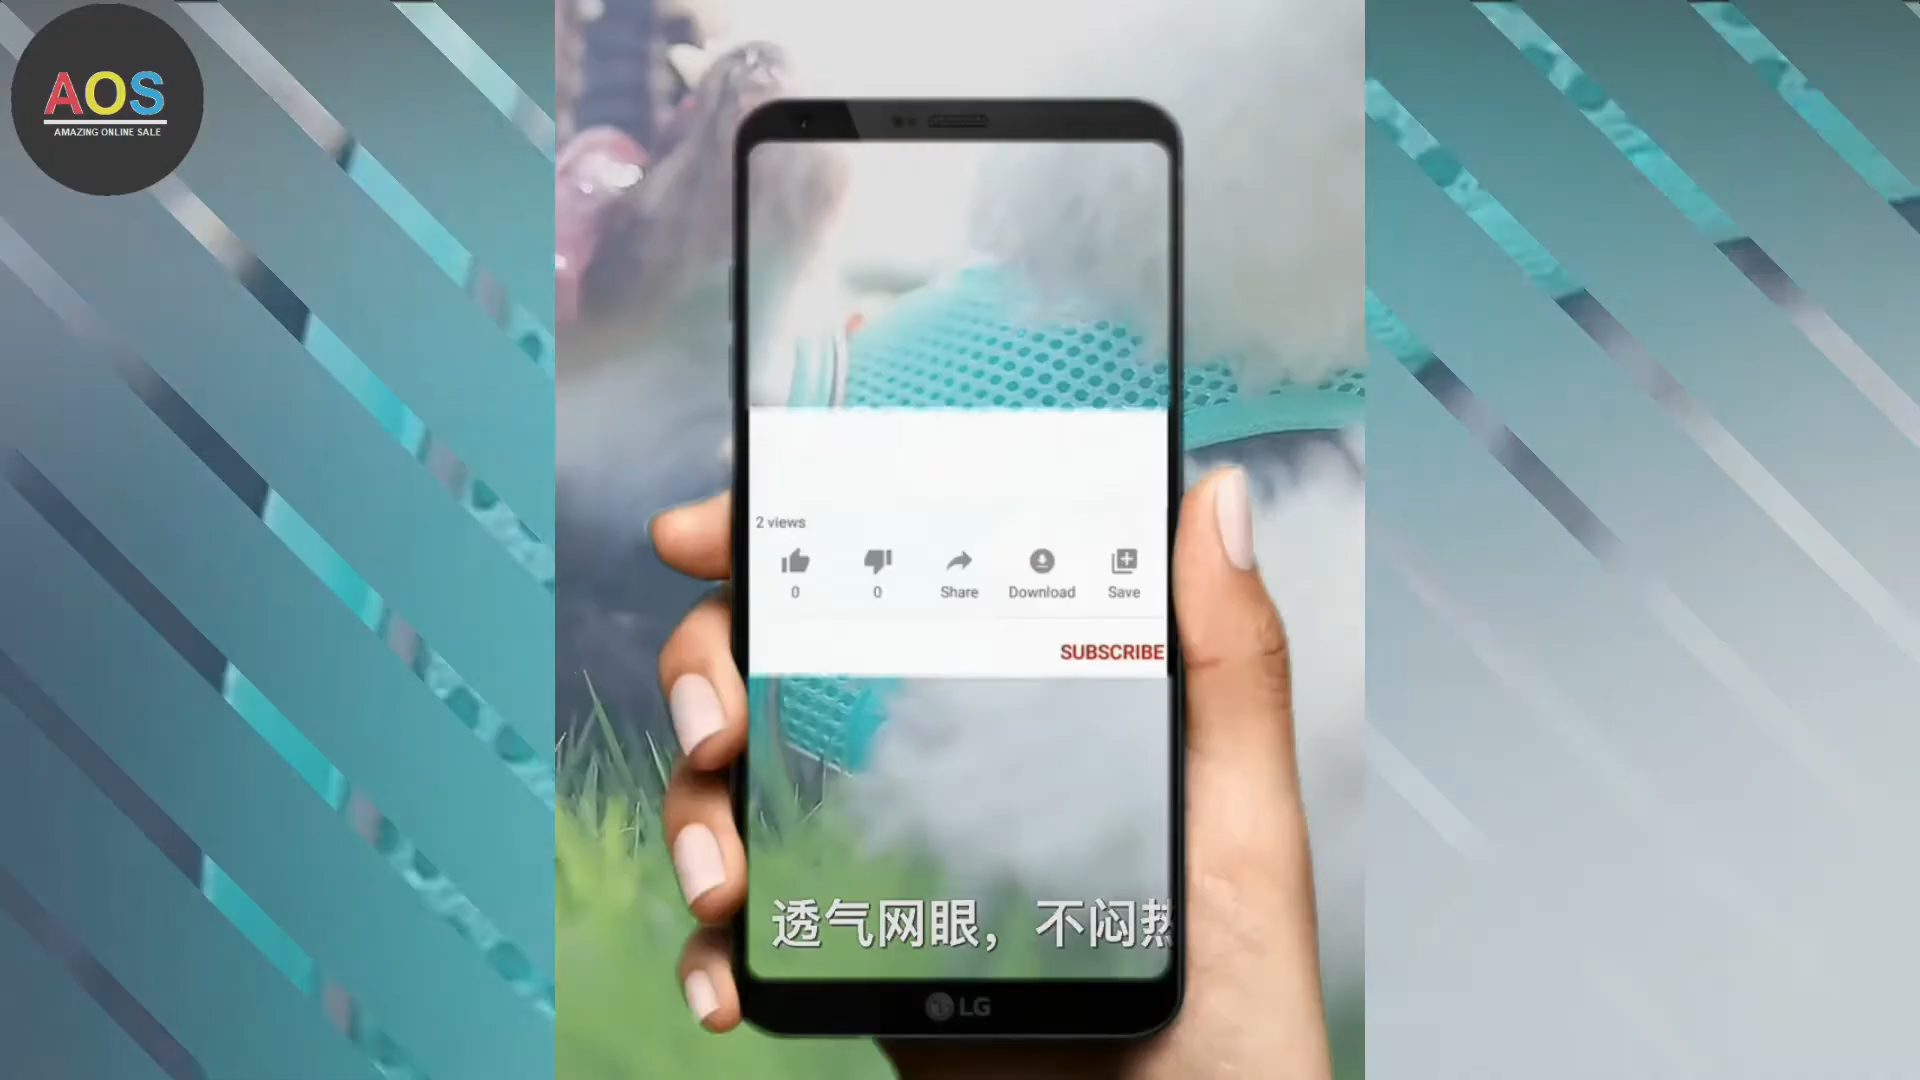 AOS
AMAZING ONLINE SALE
2 views
0
0
Share
Download
Save
SUBSCRIBE
透气网眼，不闷热
LG